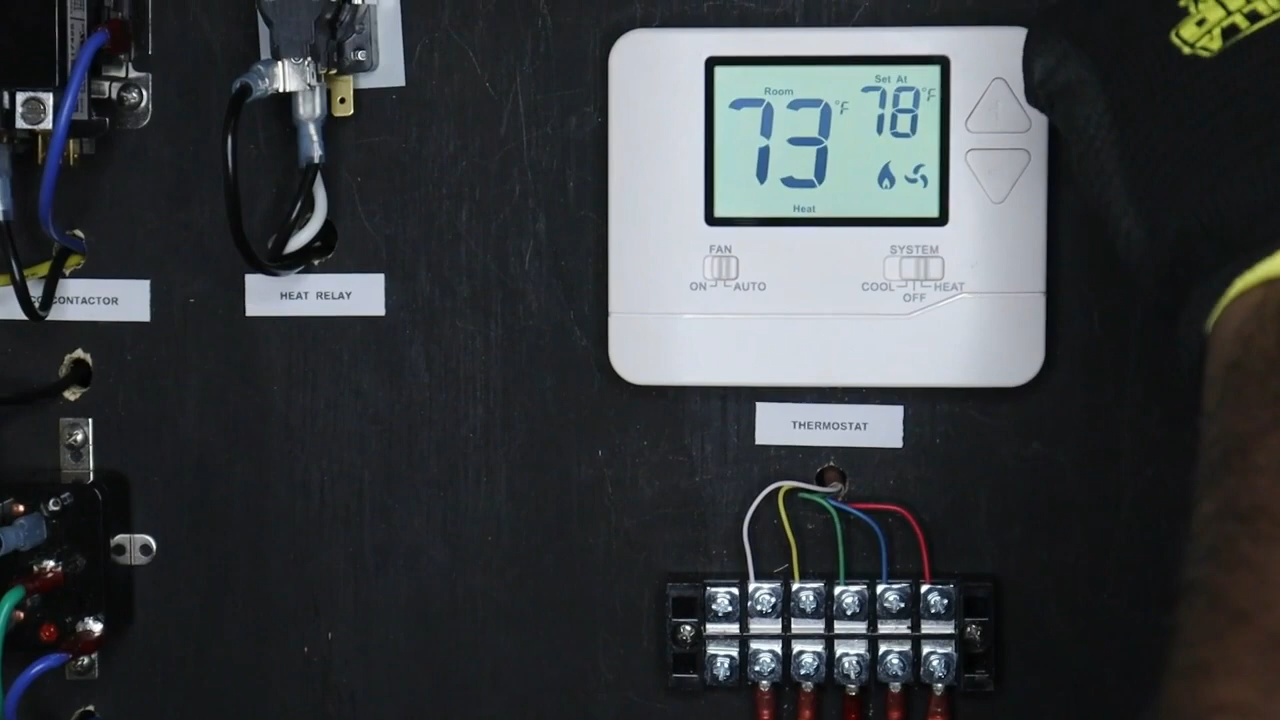 Room
Set At
73°F
78°F
Heat
FAN
ON
AUTO
SYSTEM
COOL
HEAT
OFF
CONTACTOR
HEAT RELAY
THERMOSTAT